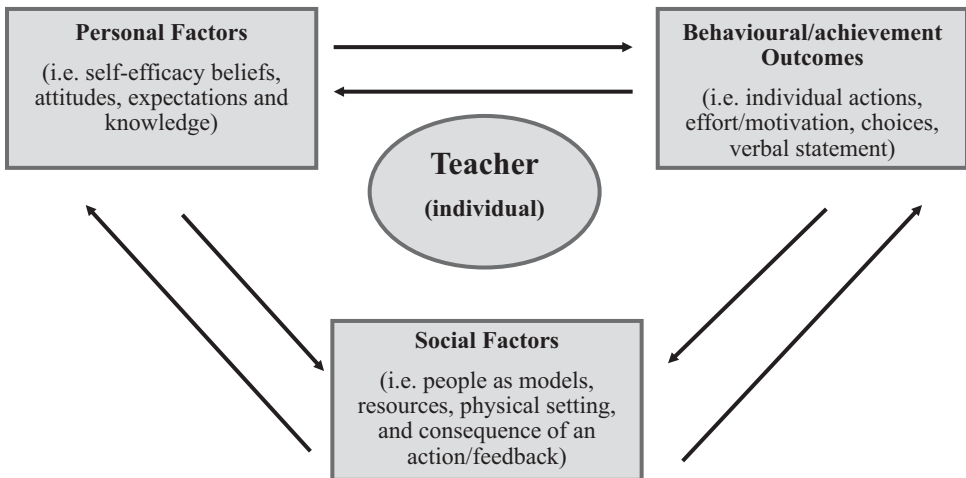 Personal Factors
(i.e. self-efficacy beliefs,
attitudes, expectations and
knowledge)
Behavioural/achievement
Outcomes
(i.e. individual actions,
effort/motivation, choices,
verbal statement)
Teacher
(individual)
Social Factors
(i.e. people as models,
resources, physical setting,
and consequence of an
action/feedback)